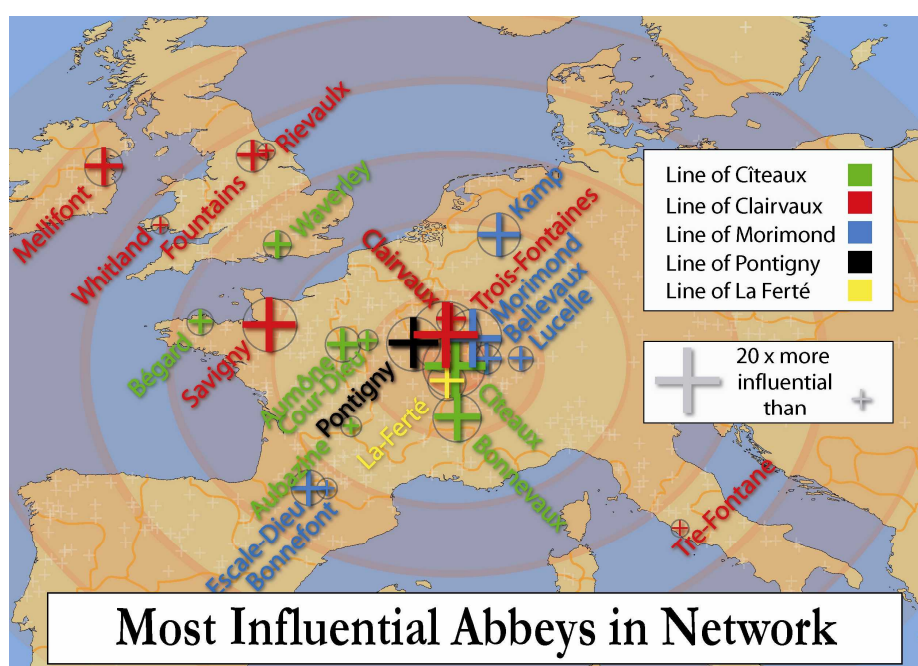 Rievaulx
Mellifont
Fountains
Whitland
Waverley
Kamp
Clairvaux
Trois-Fontaines
Morimond
Bellevaux
Lucelle
Bégard
Savigny
Aumône
Cour-Dieu
Pontigny
La-Ferté
Cîteaux
Bonnevaux
Aubanne
Escale-Dieu
Bonnefont
Tre-Fontane
Line of Cîteaux
Line of Clairvaux
Line of Morimond
Line of Pontigny
Line of La Ferté
20 x more
influential
than
Most Influential Abbeys in Network